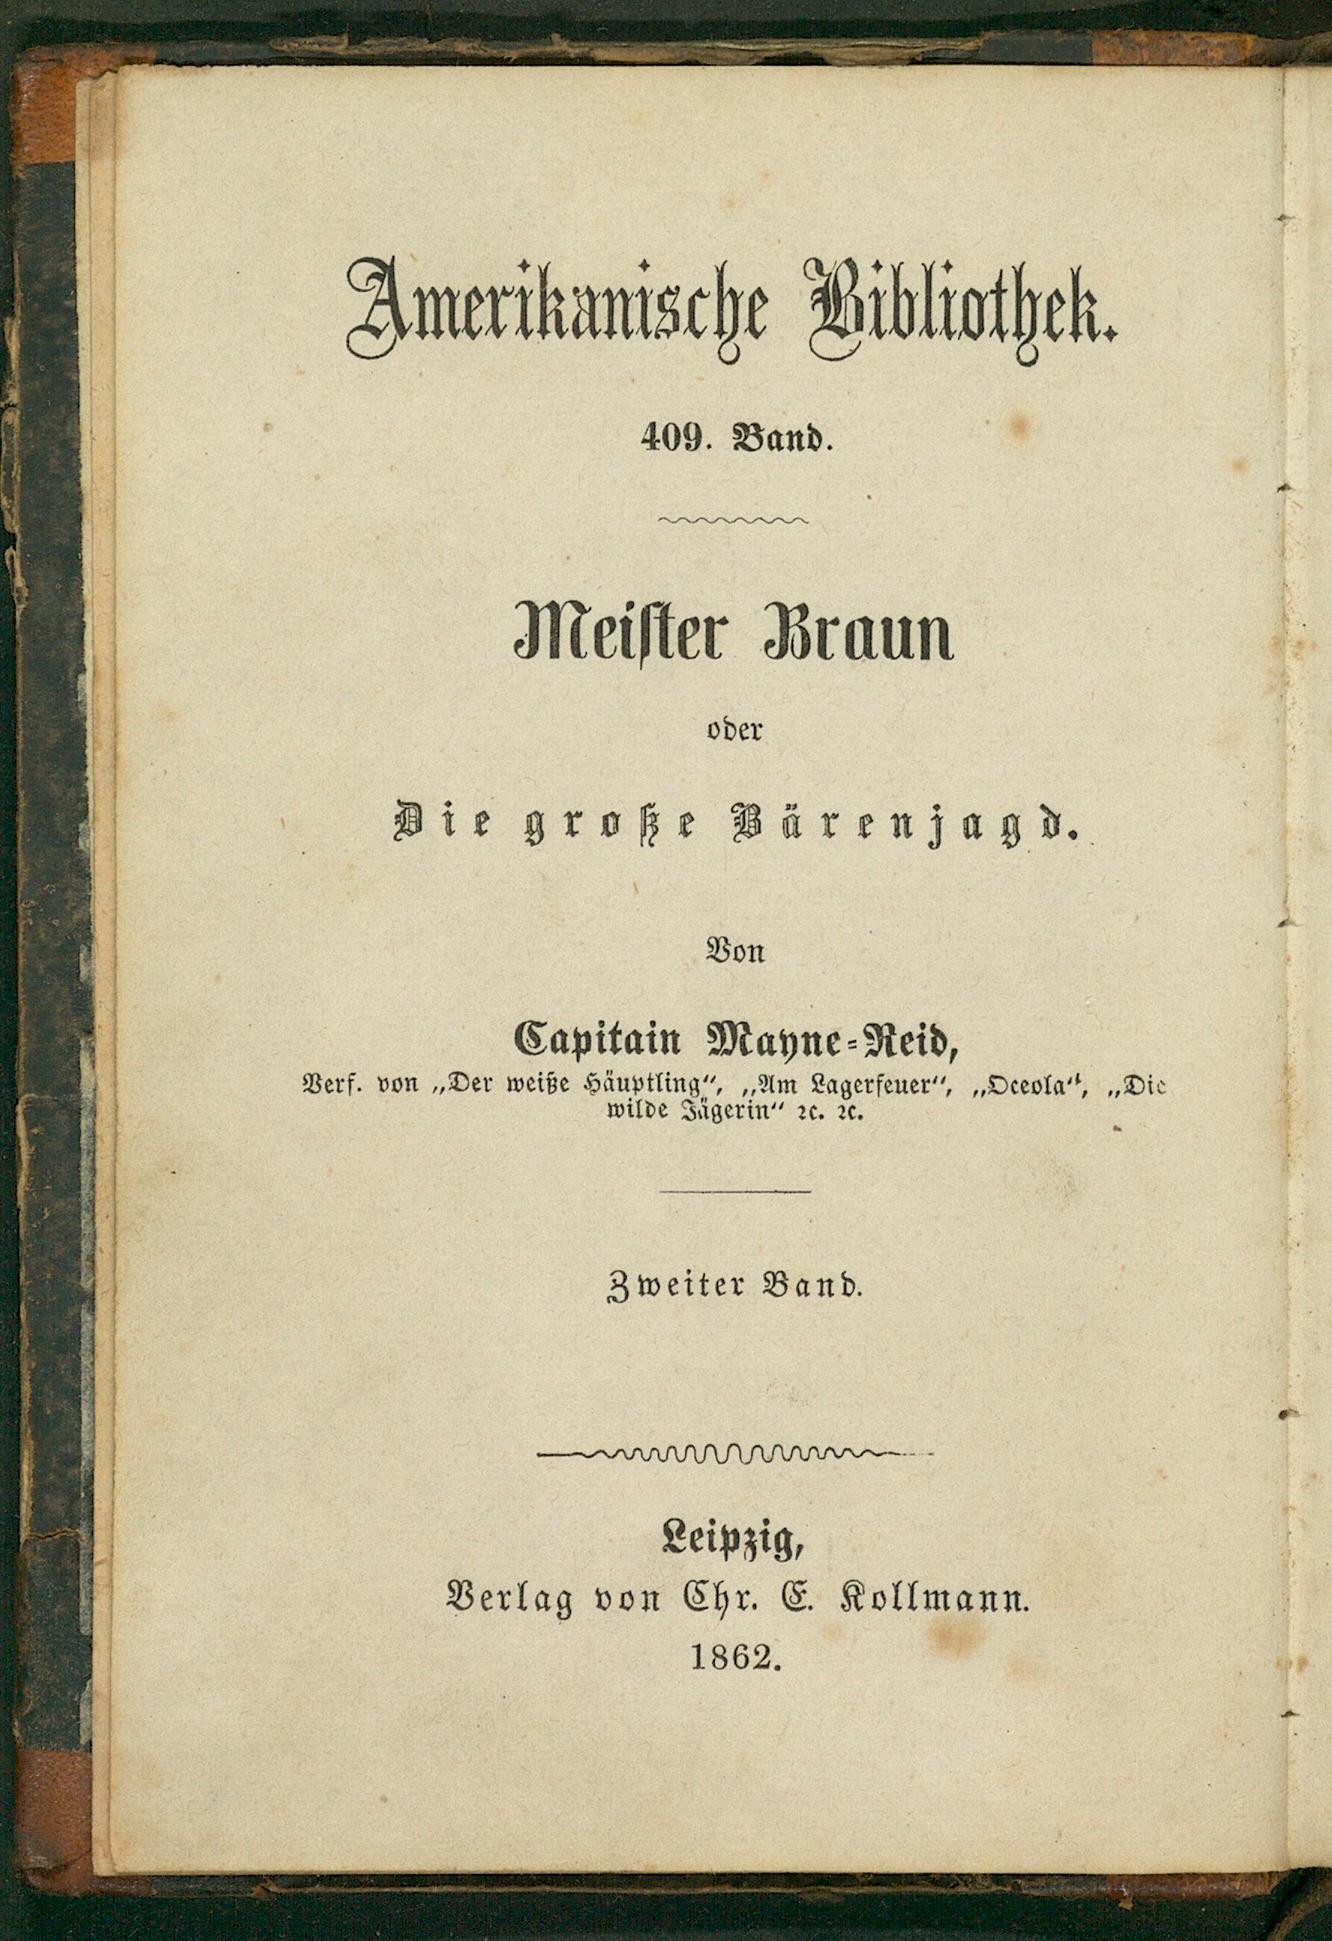 Amerikanische Bibliothek.
409. Band.
Meister Braun
oder
Die große Bärenjagd.
Von
Capitain Mayne-Reid,
Verf. von „Der weiße Häuptling“, „Am Lagerfeuer“, „Oceola“, „Die
wilde Jägerin“ ꝛc. ꝛc.
Zweiter Band.
Leipzig,
Verlag von Chr. E. Kollmann.
1862.